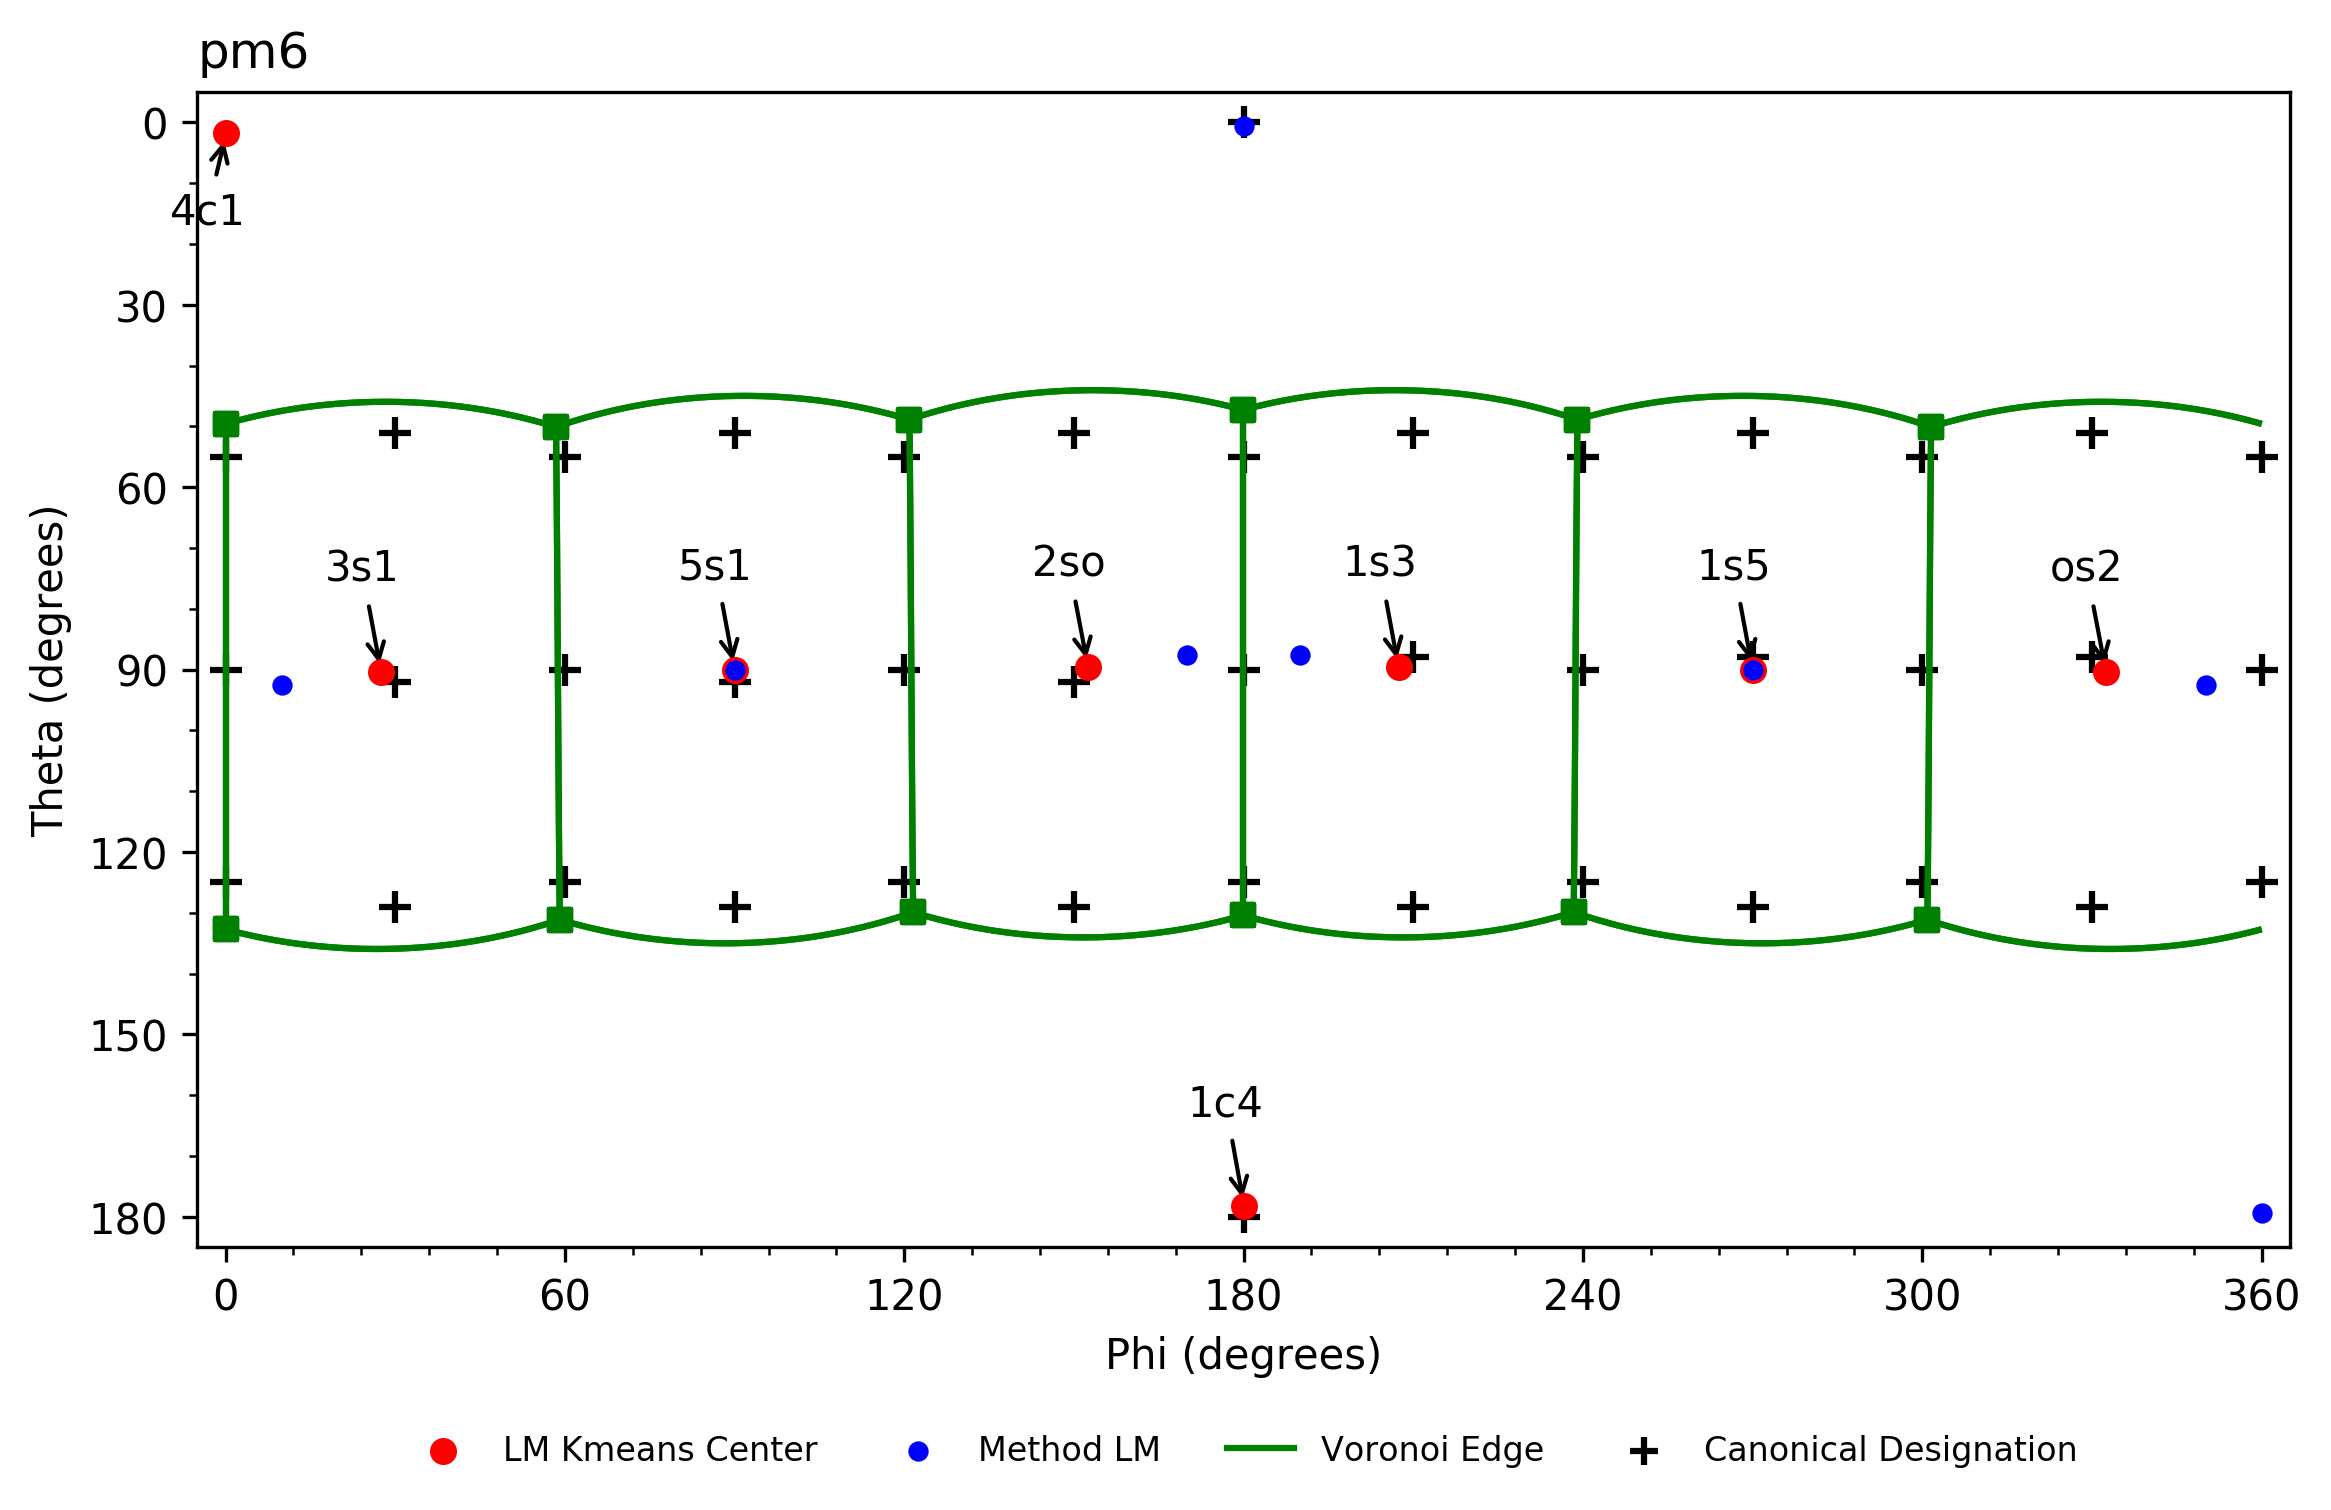 pm6
0
4c1
30
60
3s1
5s1
2so
1s3
1s5
os2
90
Theta (degrees)
120
150
1c4
180
0 60 120 180 240 300 360
Phi (degrees)
LM Kmeans Center Method LM Voronoi Edge Canonical Designation